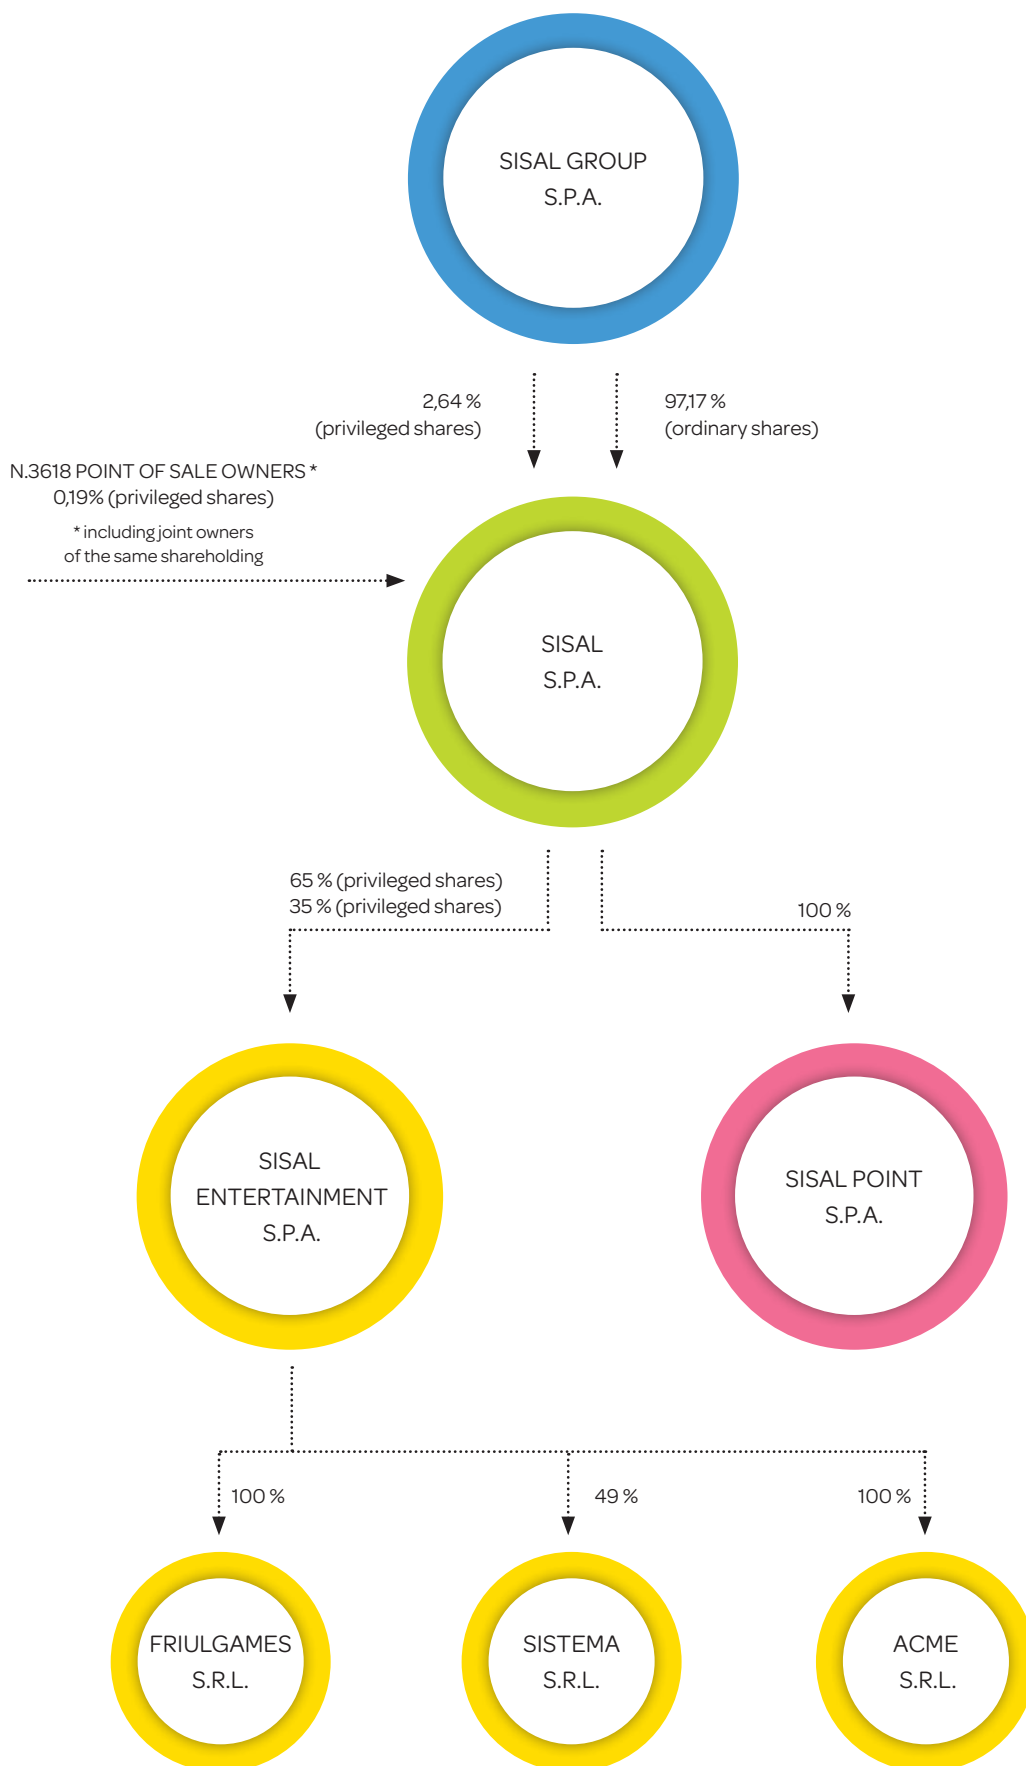 SISAL GROUP
S.P.A.
2,64 %
(privileged shares)
97,17 %
(ordinary shares)
N.3618 POINT OF SALE OWNERS *
0,19% (privileged shares)
* including joint owners
of the same shareholding
SISAL
S.P.A.
65 % (privileged shares)
35 % (privileged shares)
100 %
SISAL
ENTERTAINMENT
S.P.A.
SISAL POINT
S.P.A.
100 %
49 %
100 %
FRIULGAMES
S.R.L.
SISTEMA
S.R.L.
ACME
S.R.L.